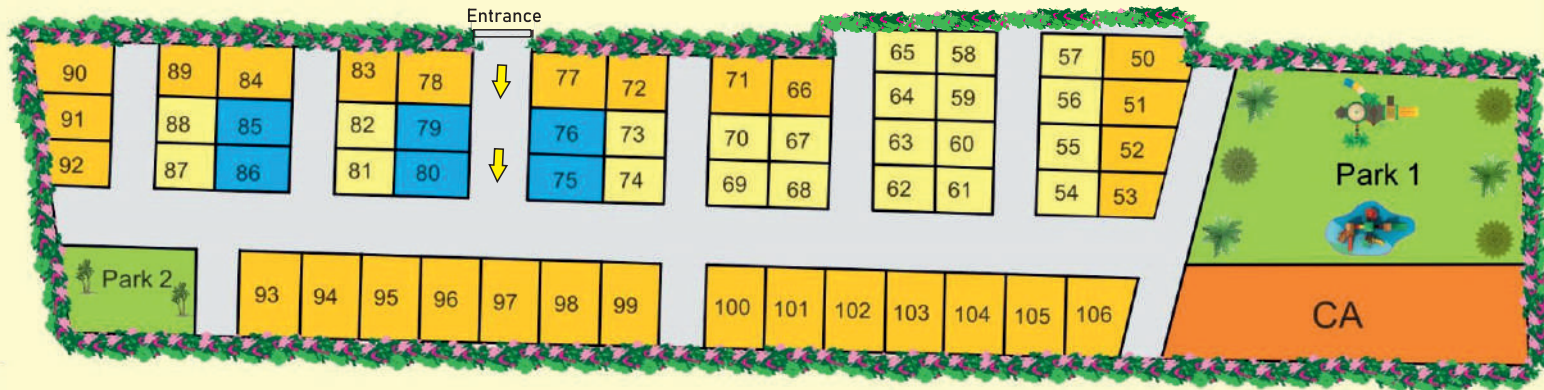 Entrance
90 89 84 83 78 77 72 71 66 65 58 57 50
91 88 85 82 79 76 73 70 67 64 59 56 51
92 87 86 81 80 75 74 69 68 63 60 55 52
62 61 54 53
Park 1
Park 2
93 94 95 96 97 98 99 100 101 102 103 104 105 106
CA